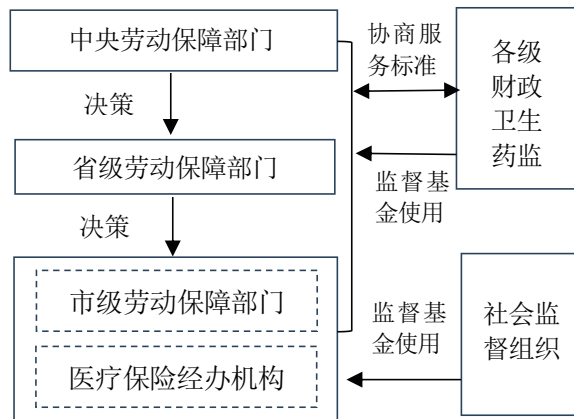 中央劳动保障部门
决策
省级劳动保障部门
决策
市级劳动保障部门
医疗保险经办机构
协商服
务标准
监督基
金使用
监督基
金使用
各级
财政
卫生
药监
社会监
督组织